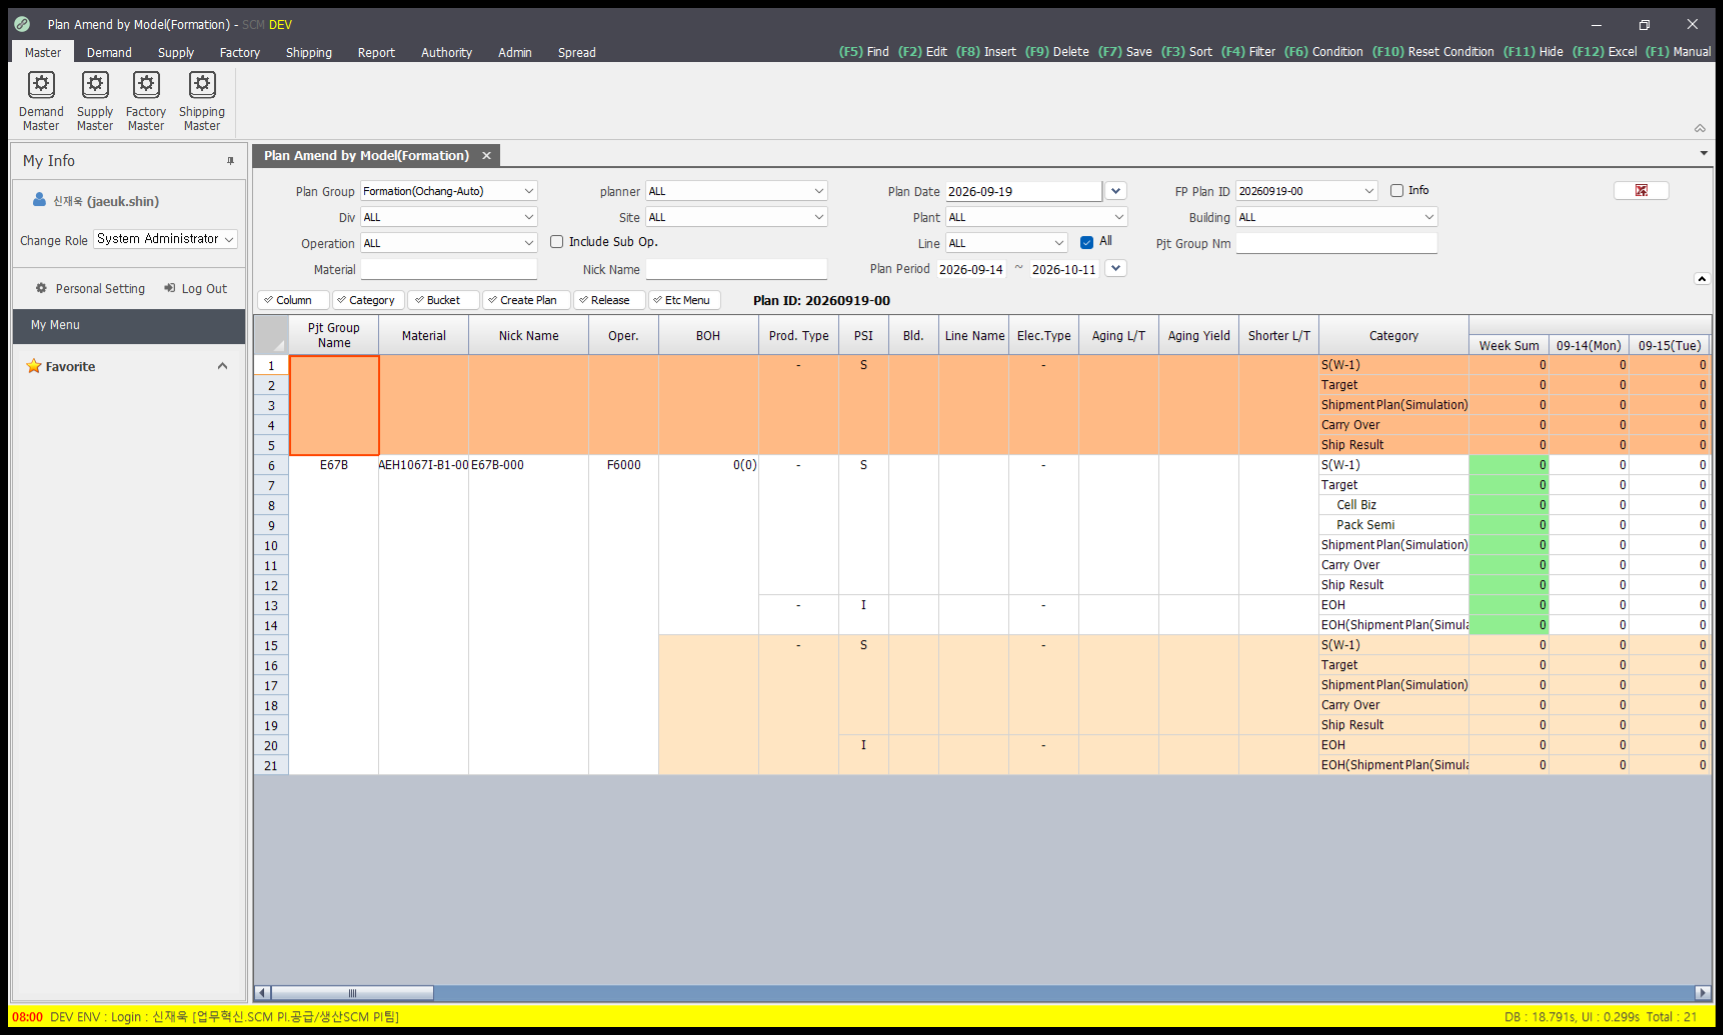 Plan Amend by Model(Formation) - SCM DEV
Master Demand Supply Factory Shipping Report Authority Admin Spread
(F5) Find (F2) Edit (F8) Insert (F9) Delete (F7) Save (F3) Sort (F4) Filter (F6) Condition (F10) Reset Condition (F11) Hide (F12) Excel (F1) Manual
Demand Master
Supply Master
Factory Master
Shipping Master
My Info
신재욱 (jaeuk.shin)
Change Role System Administrator
Personal Setting Log Out
My Menu
Favorite
Plan Amend by Model(Formation)
Plan Group Formation(Ochang-Auto) planner ALL Plan Date 2026-09-19 FP Plan ID 20260919-00 Info
Div ALL Site ALL Plant ALL Building ALL
Operation ALL Include Sub Op. Line ALL All Pjt Group Nm
Material Nick Name Plan Period 2026-09-14 ~ 2026-10-11
Column Category Bucket Create Plan Release Etc Menu Plan ID: 20260919-00
Pjt Group Name Material Nick Name Oper. BOH Prod. Type PSI Bld. Line Name Elec.Type Aging L/T Aging Yield Shorter L/T Category Week Sum 09-14(Mon) 09-15(Tue)
1 - S - S(W-1) 0 0 0
2 Target 0 0 0
3 Shipment Plan(Simulation) 0 0 0
4 Carry Over 0 0 0
5 Ship Result 0 0 0
6 E67B AEH1067I-B1-00 E67B-000 F6000 0(0) - S - S(W-1) 0 0 0
7 Target 0 0 0
8 Cell Biz 0 0 0
9 Pack Semi 0 0 0
10 Shipment Plan(Simulation) 0 0 0
11 Carry Over 0 0 0
12 Ship Result 0 0 0
13 - I - EOH 0 0 0
14 EOH(Shipment Plan(Simula 0 0 0
15 - S - S(W-1) 0 0 0
16 Target 0 0 0
17 Shipment Plan(Simulation) 0 0 0
18 Carry Over 0 0 0
19 Ship Result 0 0 0
20 I - EOH 0 0 0
21 EOH(Shipment Plan(Simula 0 0 0
08:00 DEV ENV : Login : 신재욱 [업무혁신.SCM PI.공급/생산SCM PI팀]
DB : 18.791s, UI : 0.299s Total : 21